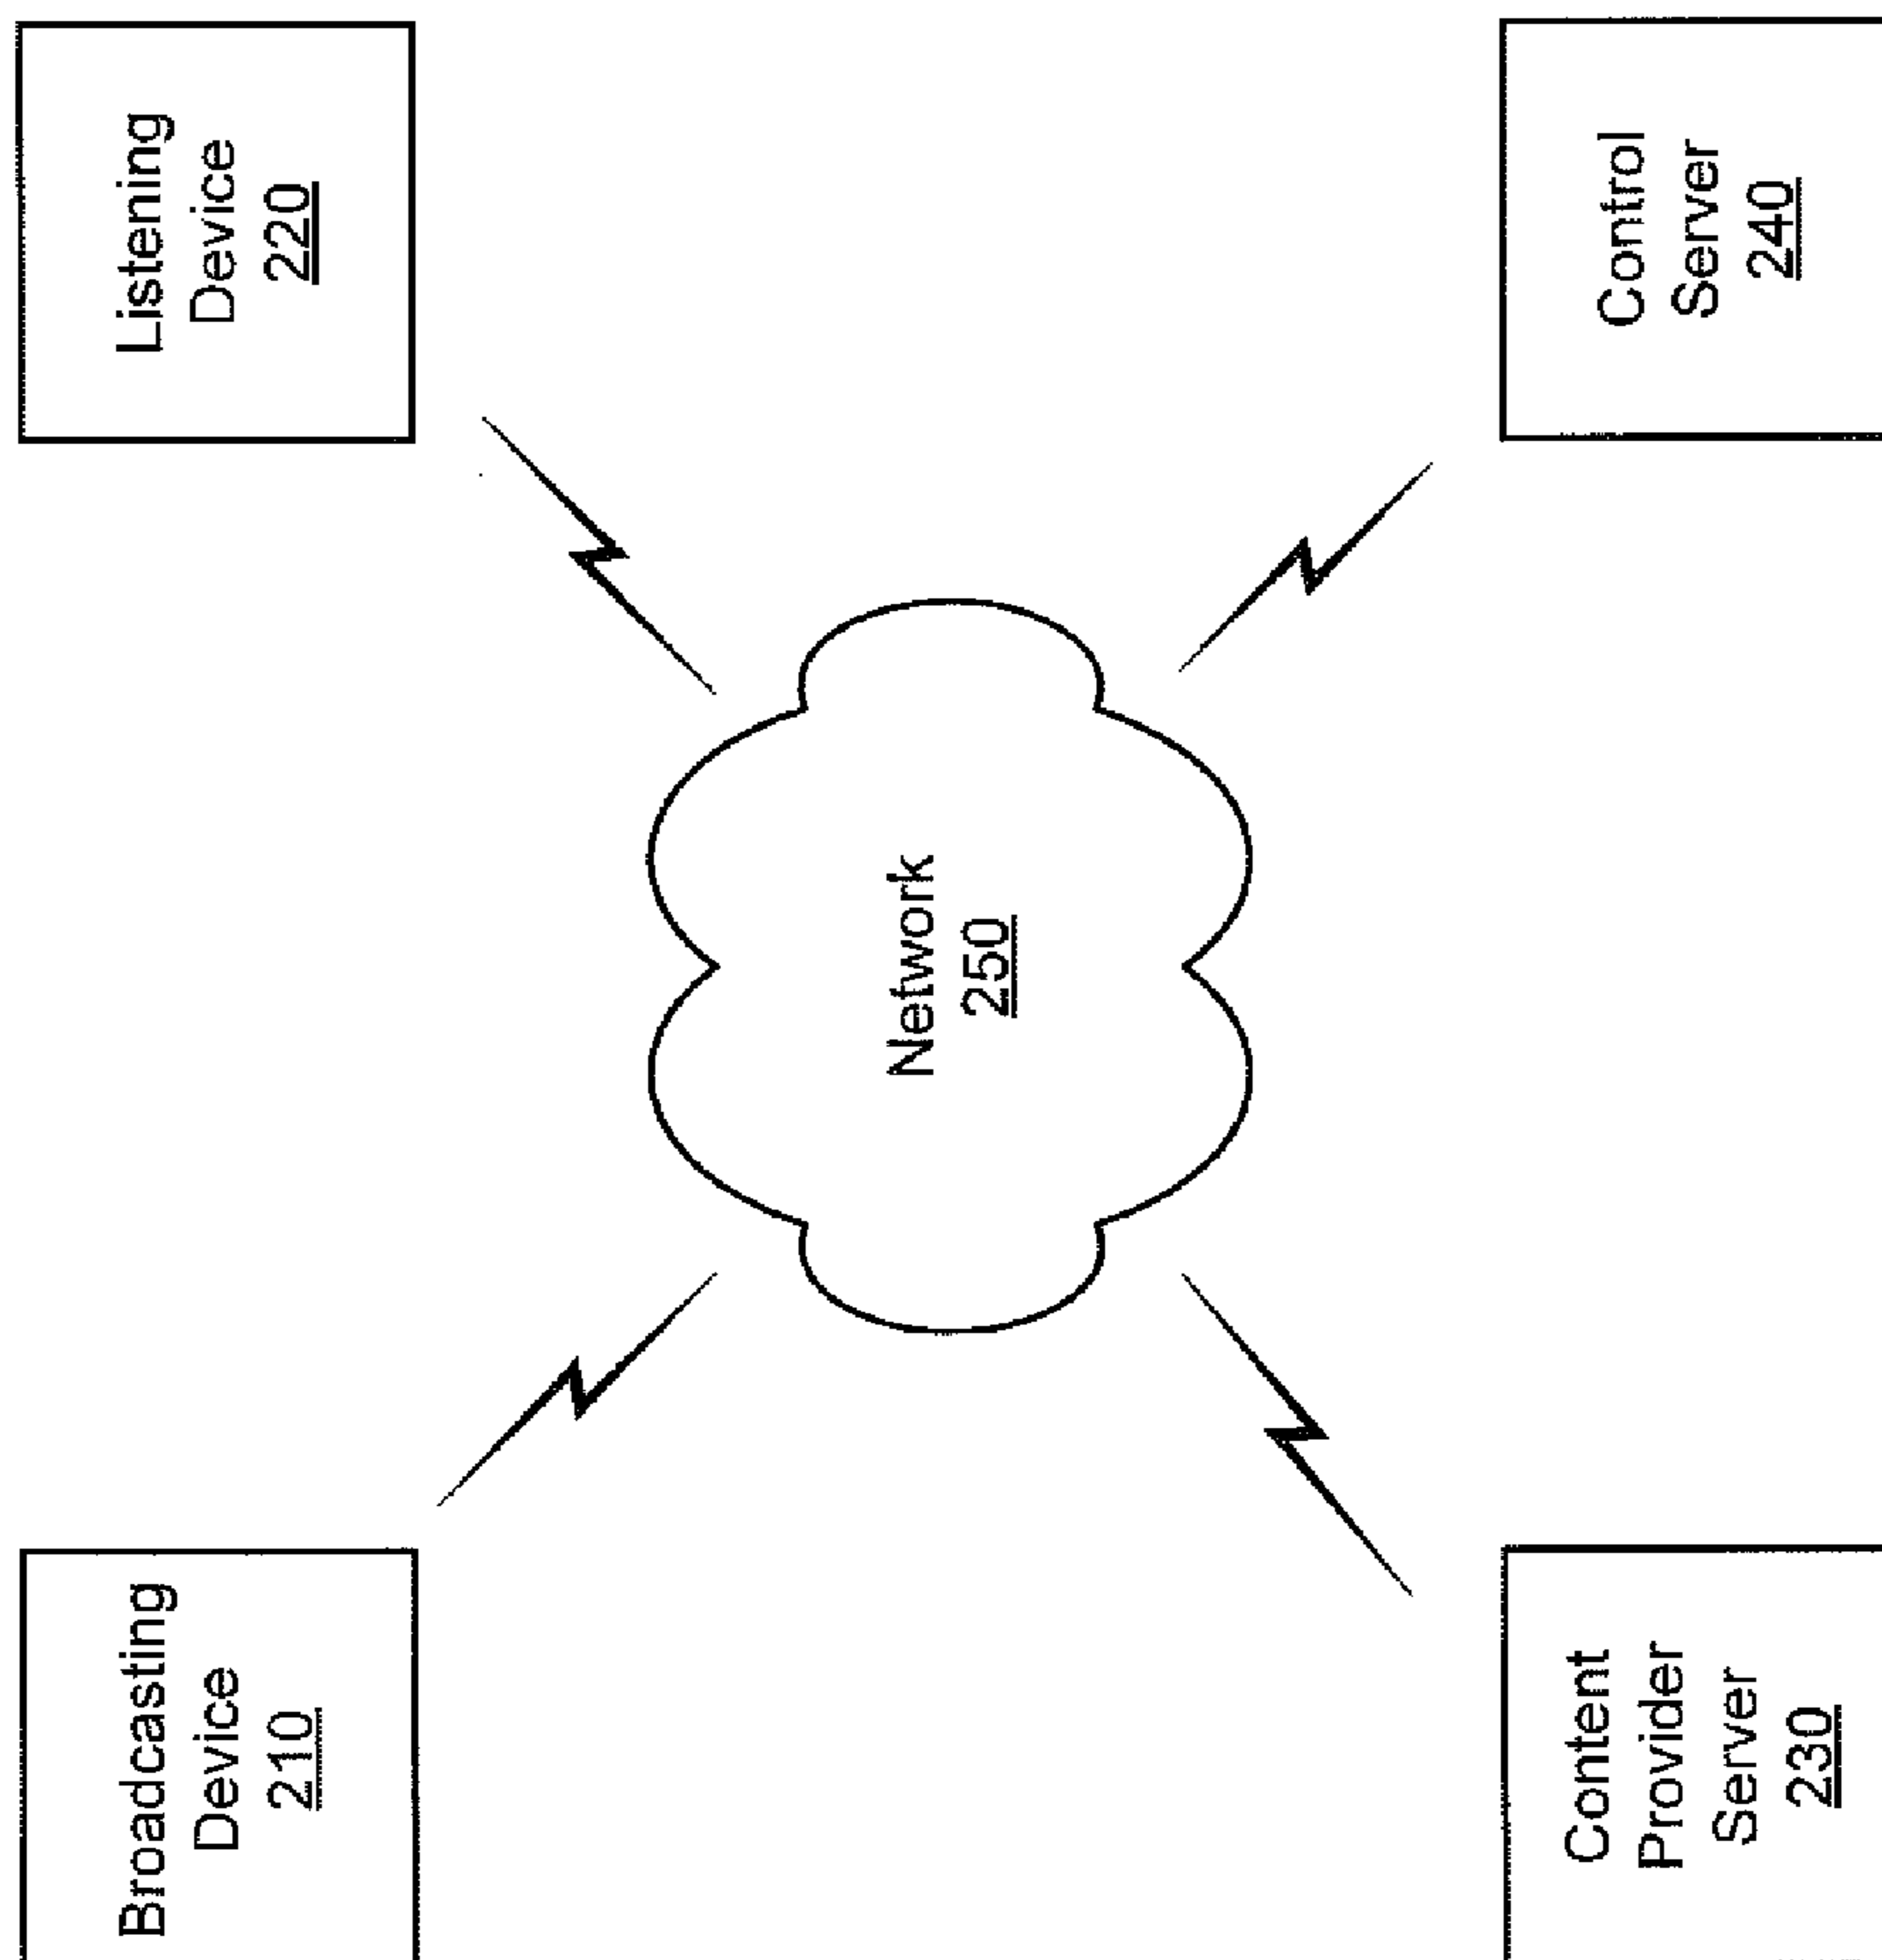 Broadcasting
Device
210
Listening
Device
220
Network
250
Content
Provider
Server
230
Control
Server
240